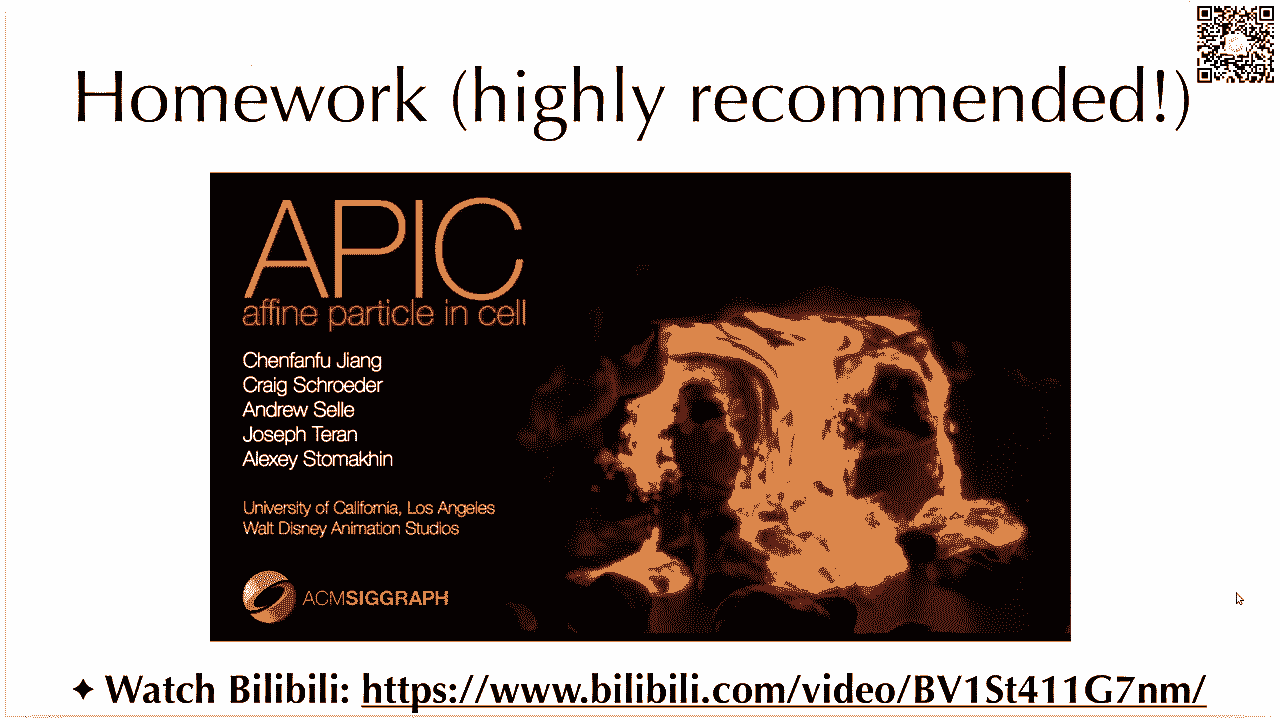 Homework (highly recommended!)
APIC
affine particle in cell
Chenfanfu Jiang
Craig Schroeder
Andrew Selle
Joseph Teran
Alexey Stomakhin
University of California, Los Angeles
Walt Disney Animation Studios
ACMSIGGRAPH
✦ Watch Bilibili: https://www.bilibili.com/video/BV1St411G7nm/